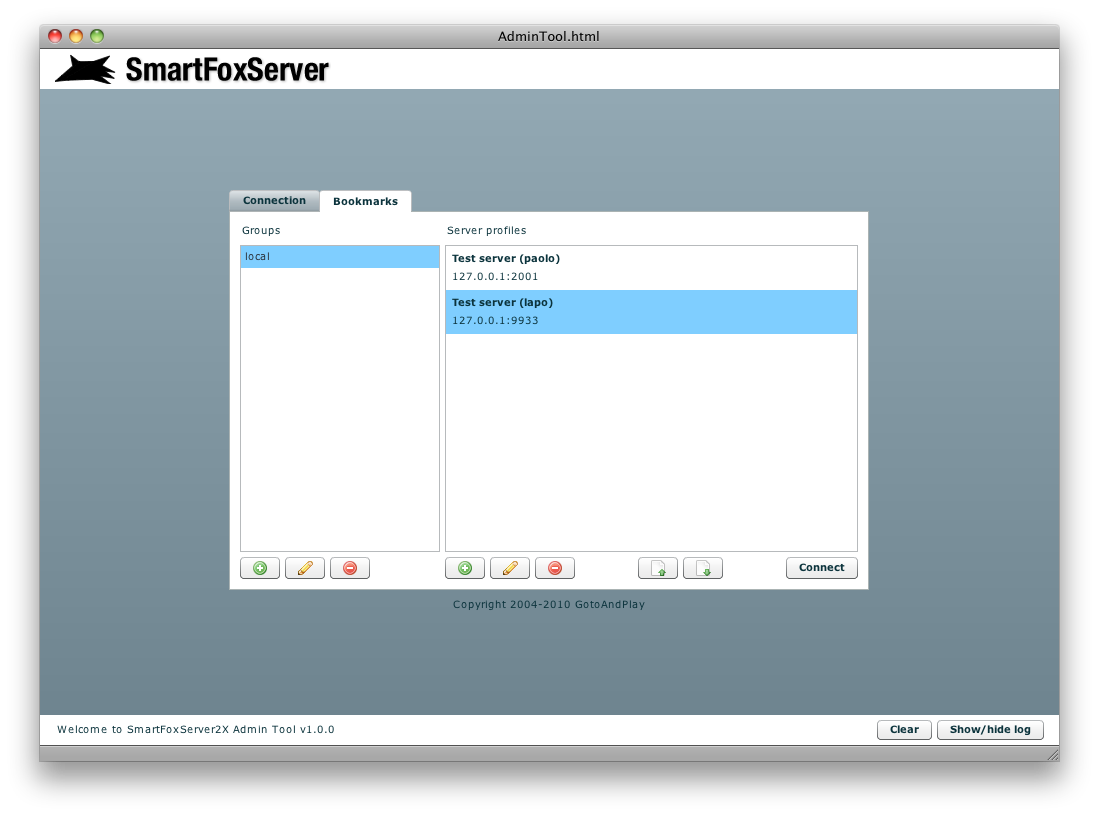 AdminTool.html
SmartFoxServer
Connection
Bookmarks
Groups
Server profiles
local
Test server (paolo)
127.0.0.1:2001
Test server (lapo)
127.0.0.1:9933
Connect
Copyright 2004-2010 GotoAndPlay
Welcome to SmartFoxServer2X Admin Tool v1.0.0
Clear
Show/hide log